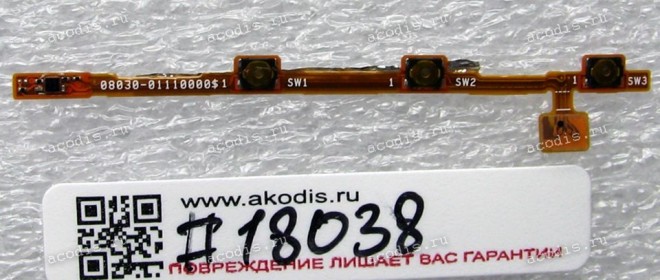 08030-01110000$ 1 SW1 1 SW2 1 SW3
www.akodis.ru
#18038
ПОВРЕЖДЕНИЕ ЛИШАЕТ ВАС ГАРАНТИИ